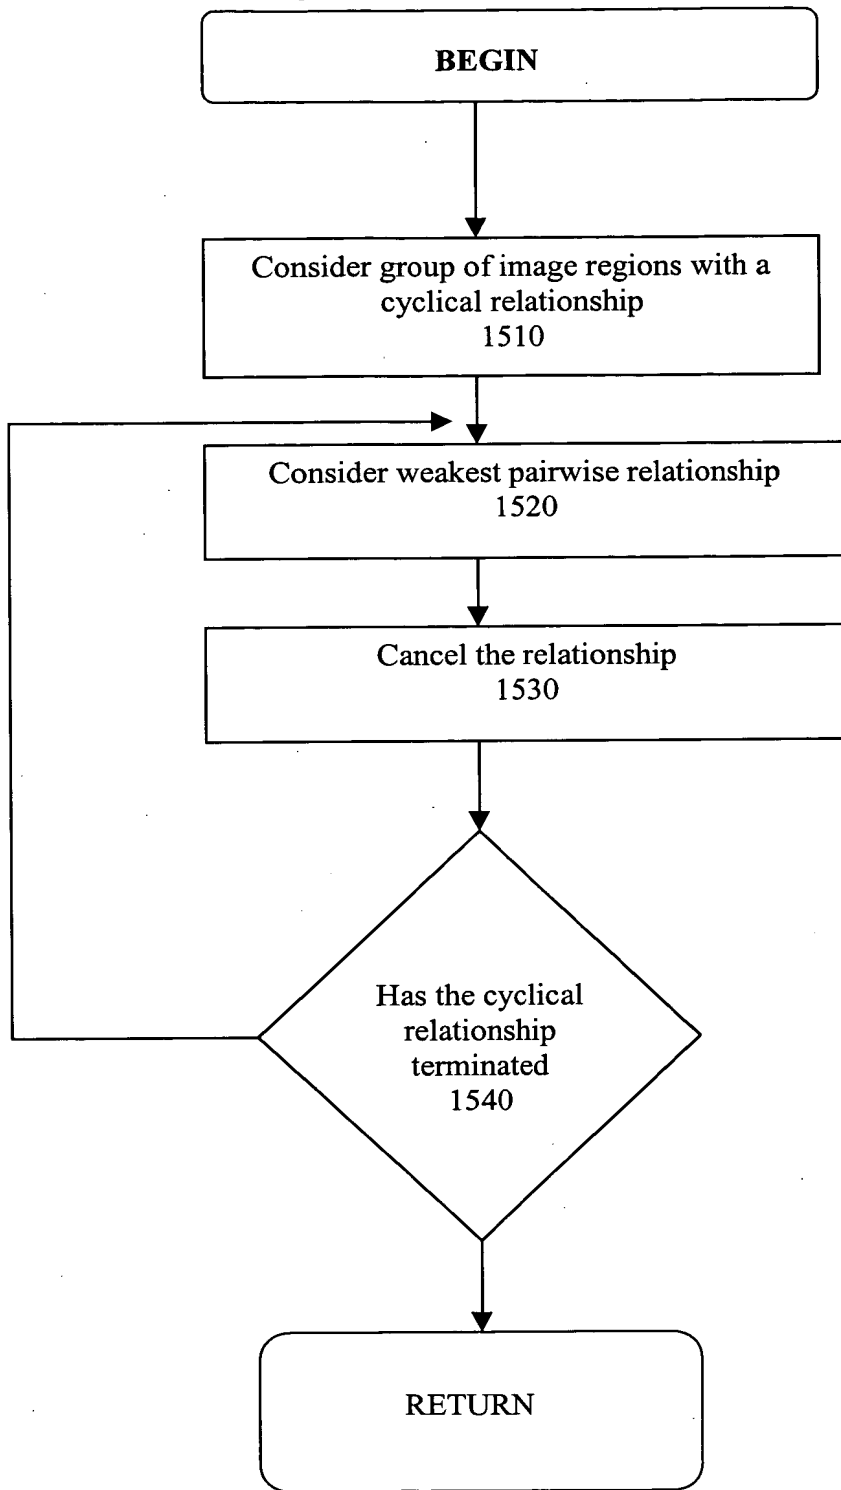 BEGIN
Consider group of image regions with a
cyclical relationship
1510
Consider weakest pairwise relationship
1520
Cancel the relationship
1530
Has the cyclical
relationship
terminated
1540
RETURN